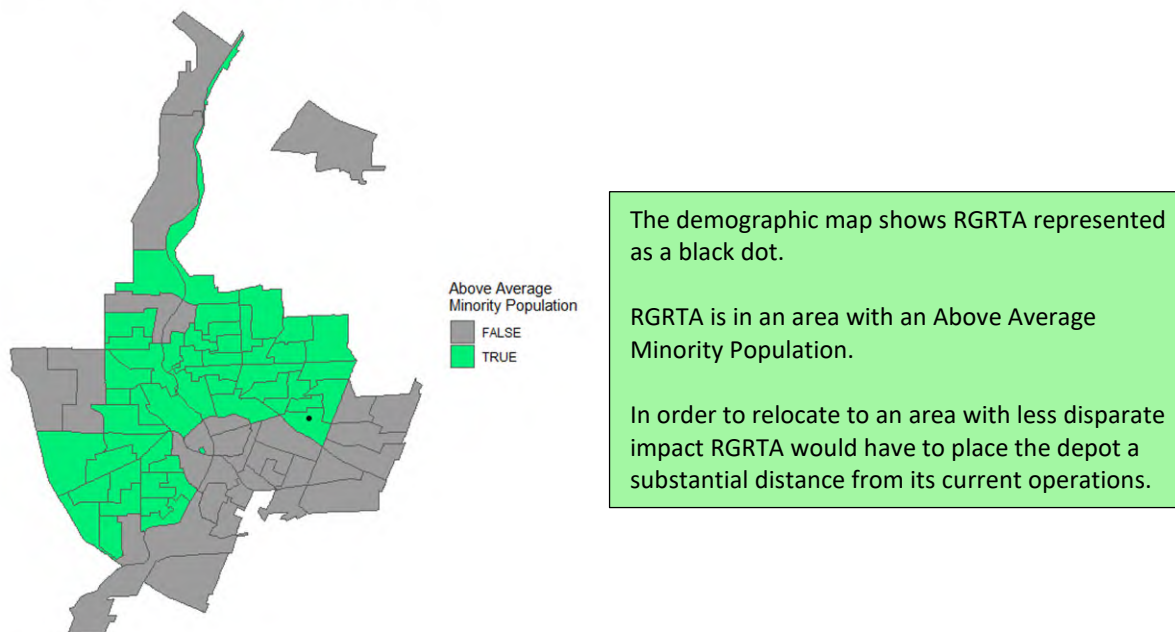 Above Average
Minority Population
FALSE
TRUE
The demographic map shows RGRTA represented
as a black dot.
RGRTA is in an area with an Above Average
Minority Population.
In order to relocate to an area with less disparate
impact RGRTA would have to place the depot a
substantial distance from its current operations.